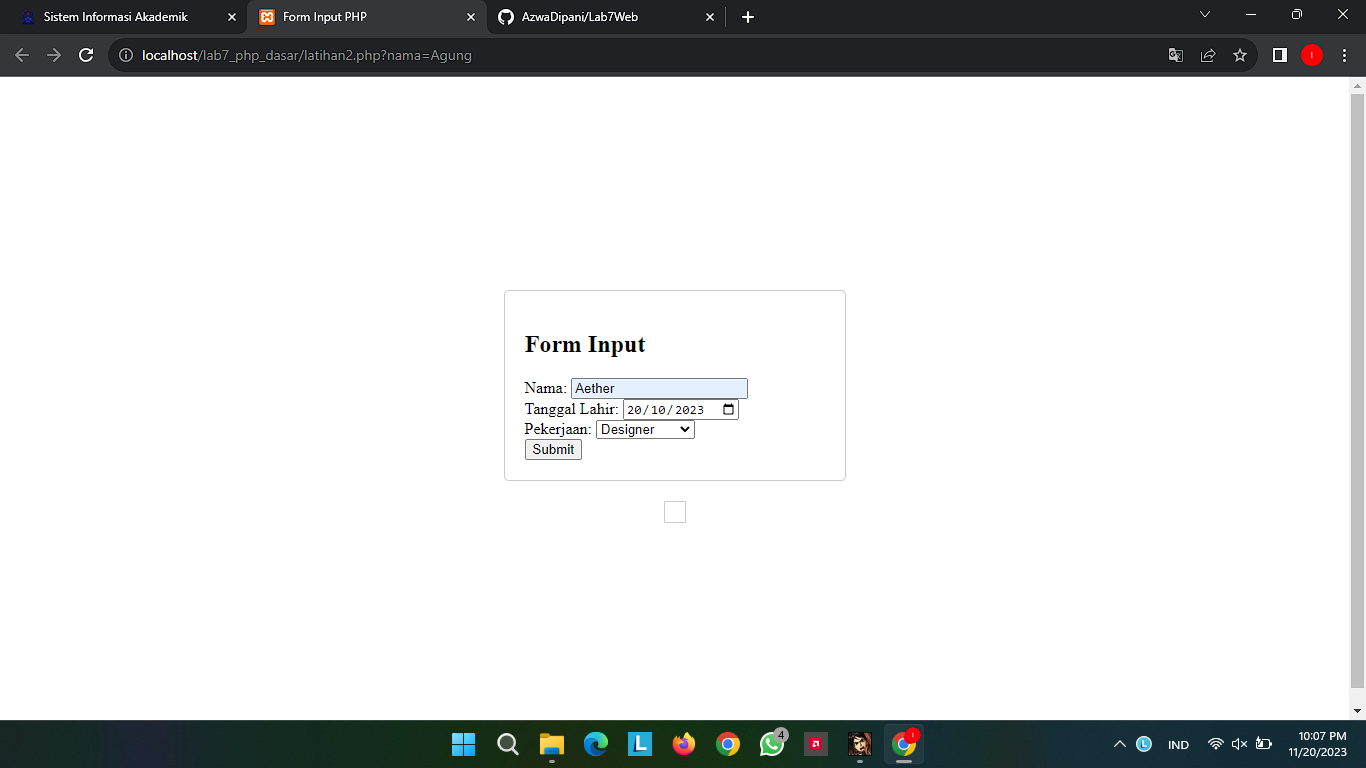 Sistem Informasi Akademik
Form Input PHP
AzwaDipani/Lab7Web
localhost/lab7_php_dasar/latihan2.php?nama=Agung
Form Input
Nama: Aether
Tanggal Lahir: 20/10/2023
Pekerjaan: Designer
Submit
4
IND
10:07 PM
11/20/2023